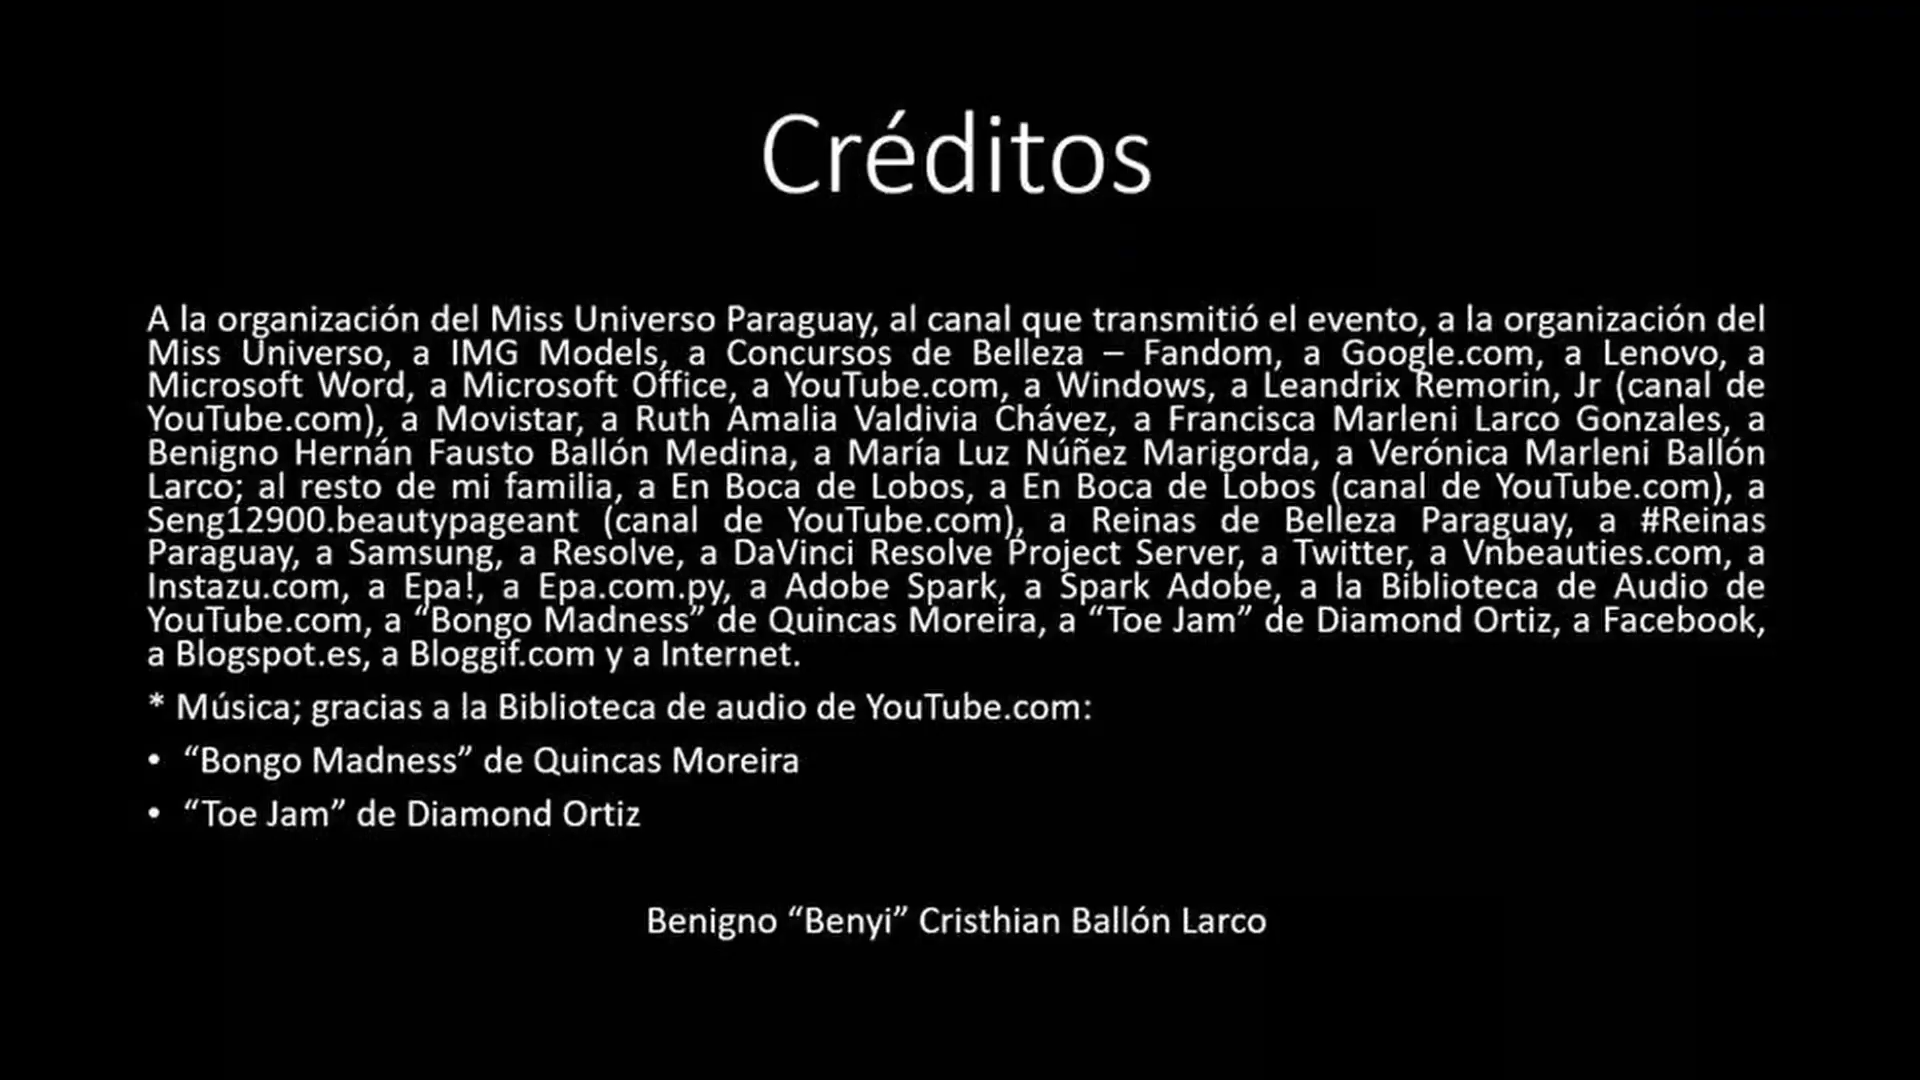 Créditos
A la organización del Miss Universo Paraguay, al canal que transmitió el evento, a la organización del
Miss Universo, a IMG Models, a Concursos de Belleza – Fandom, a Google.com, a Lenovo, a
Microsoft Word, a Microsoft Office, a YouTube.com, a Windows, a Leandrix Remorin, Jr (canal de
YouTube.com), a Movistar, a Ruth Amalia Valdivia Chávez, a Francisca Marleni Larco Gonzales, a
Benigno Hernán Fausto Ballón Medina, a María Luz Núñez Marigorda, a Verónica Marleni Ballón
Larco; al resto de mi familia, a En Boca de Lobos, a En Boca de Lobos (canal de YouTube.com), a
Seng12900.beautypageant (canal de YouTube.com), a Reinas de Belleza Paraguay, a #Reinas
Paraguay, a Samsung, a Resolve, a DaVinci Resolve Project Server, a Twitter, a Vnbeauties.com, a
Instazu.com, a Epa!, a Epa.com.py, a Adobe Spark, a Spark Adobe, a la Biblioteca de Audio de
YouTube.com, a “Bongo Madness” de Quincas Moreira, a “Toe Jam” de Diamond Ortiz, a Facebook,
a Blogspot.es, a Bloggif.com y a Internet.
* Música; gracias a la Biblioteca de audio de YouTube.com:
• “Bongo Madness” de Quincas Moreira
• “Toe Jam” de Diamond Ortiz
Benigno “Benyi” Cristhian Ballón Larco